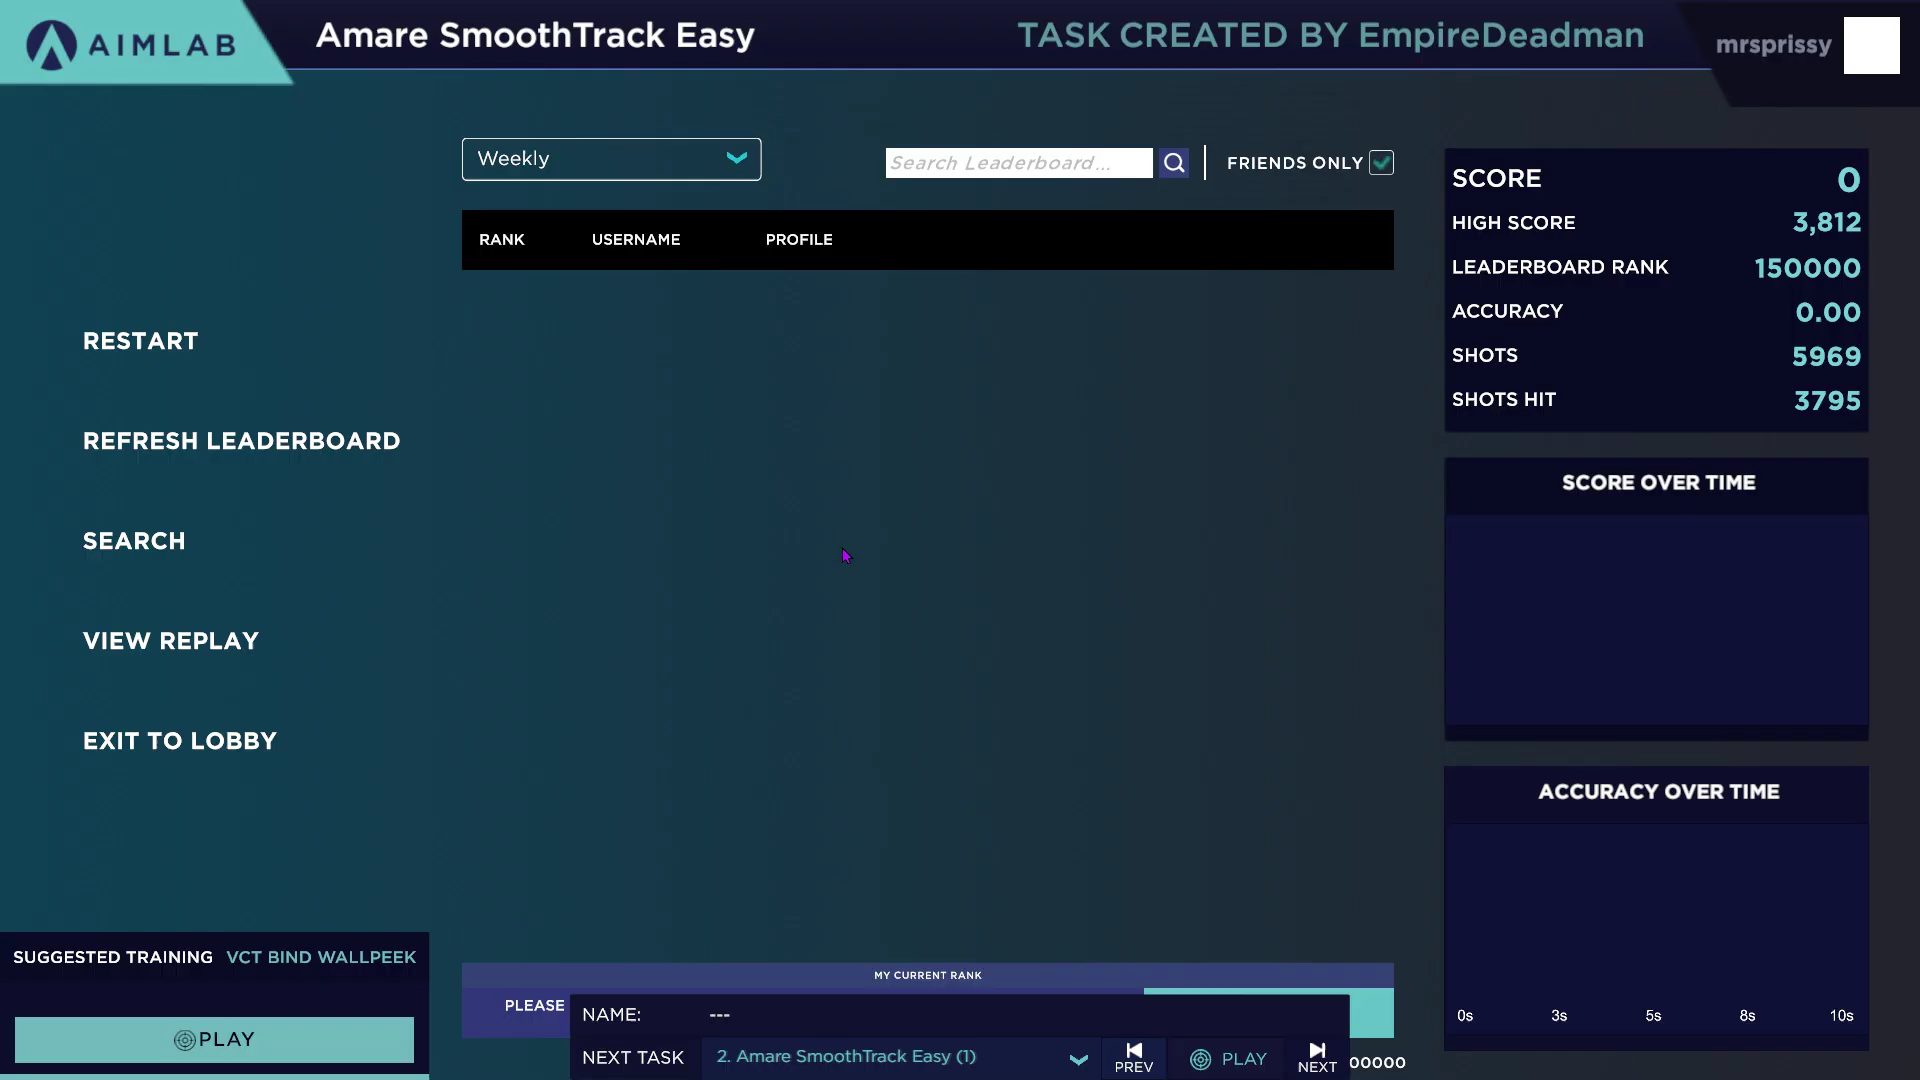 AIMLAB
Amare SmoothTrack Easy
TASK CREATED BY EmpireDeadman
mrsprissy
Weekly
Search Leaderboard...
FRIENDS ONLY
RANK USERNAME PROFILE
RESTART
REFRESH LEADERBOARD
SEARCH
VIEW REPLAY
EXIT TO LOBBY
SCORE 0
HIGH SCORE 3,812
LEADERBOARD RANK 150000
ACCURACY 0.00
SHOTS 5969
SHOTS HIT 3795
SCORE OVER TIME
ACCURACY OVER TIME
0s 3s 5s 8s 10s
SUGGESTED TRAINING VCT BIND WALLPEEK
PLAY
MY CURRENT RANK
PLEASE
NAME: ---
NEXT TASK 2. Amare SmoothTrack Easy (1)
PREV
PLAY
NEXT
00000